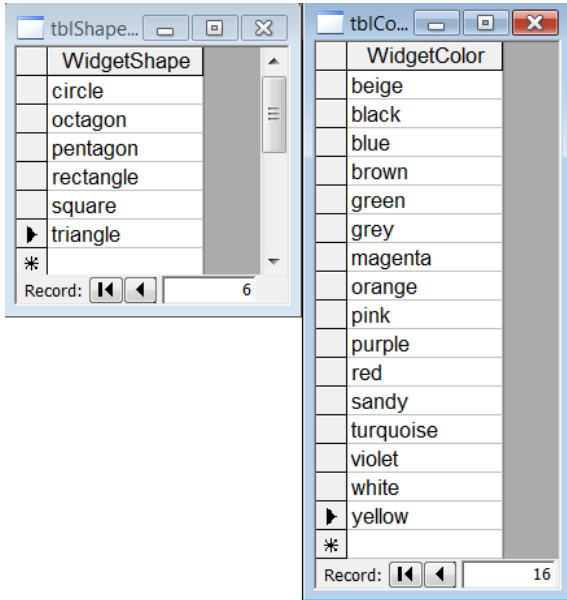 tblShape...
WidgetShape
circle
octagon
pentagon
rectangle
square
triangle
Record: 6
tblCo...
WidgetColor
beige
black
blue
brown
green
grey
magenta
orange
pink
purple
red
sandy
turquoise
violet
white
yellow
Record: 16